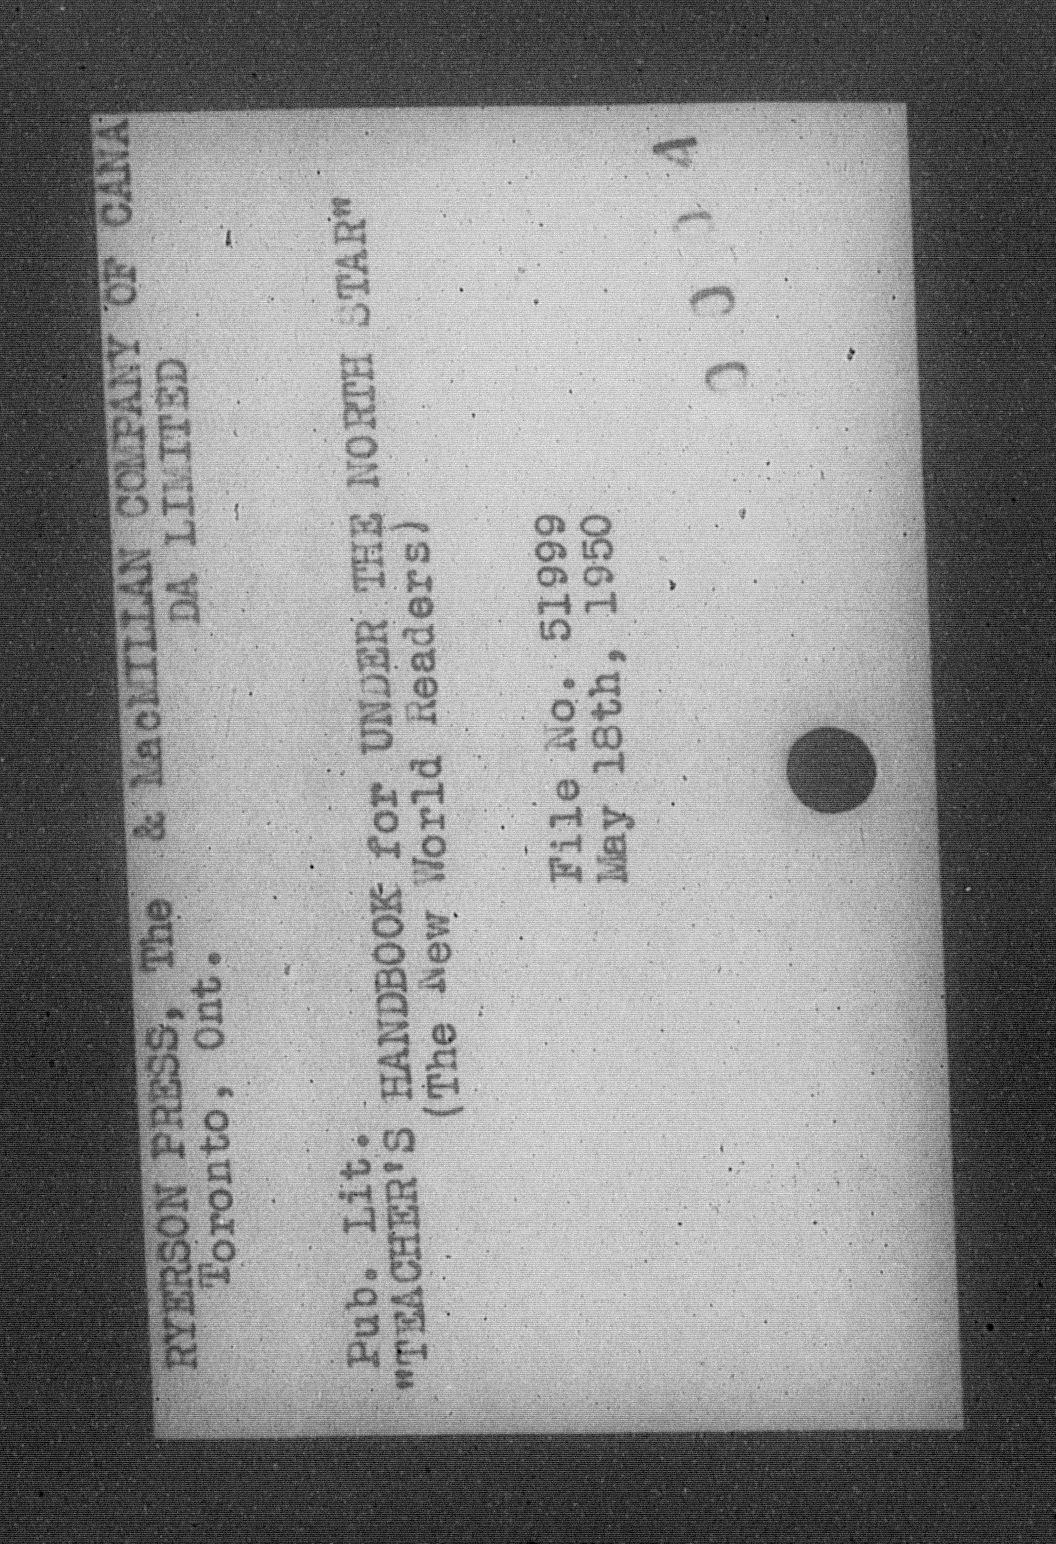 RYERSON PRESS, The & MacMILLAN COMPANY OF CANA
DA LIMITED
Toronto, Ont.
Pub. Lit.
"TEACHER'S HANDBOOK for UNDER THE NORTH STAR"
(The New World Readers)
File No. 51999
May 18th, 1950